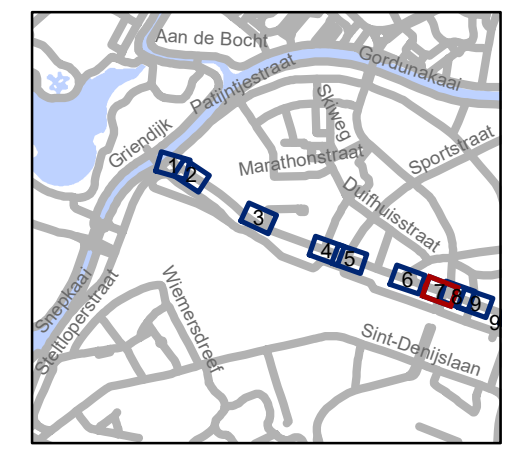 Aan de Bocht
Gordunakaai
Patijntjestraat
Skiweg
Griendijk
Marathonstraat
Sportstraat
Duifhuisstraat
1
2
3
4
5
6
7
8
9
9
Snepkaai
Steltloperstraat
Wiemersdreef
Sint-Denijslaan